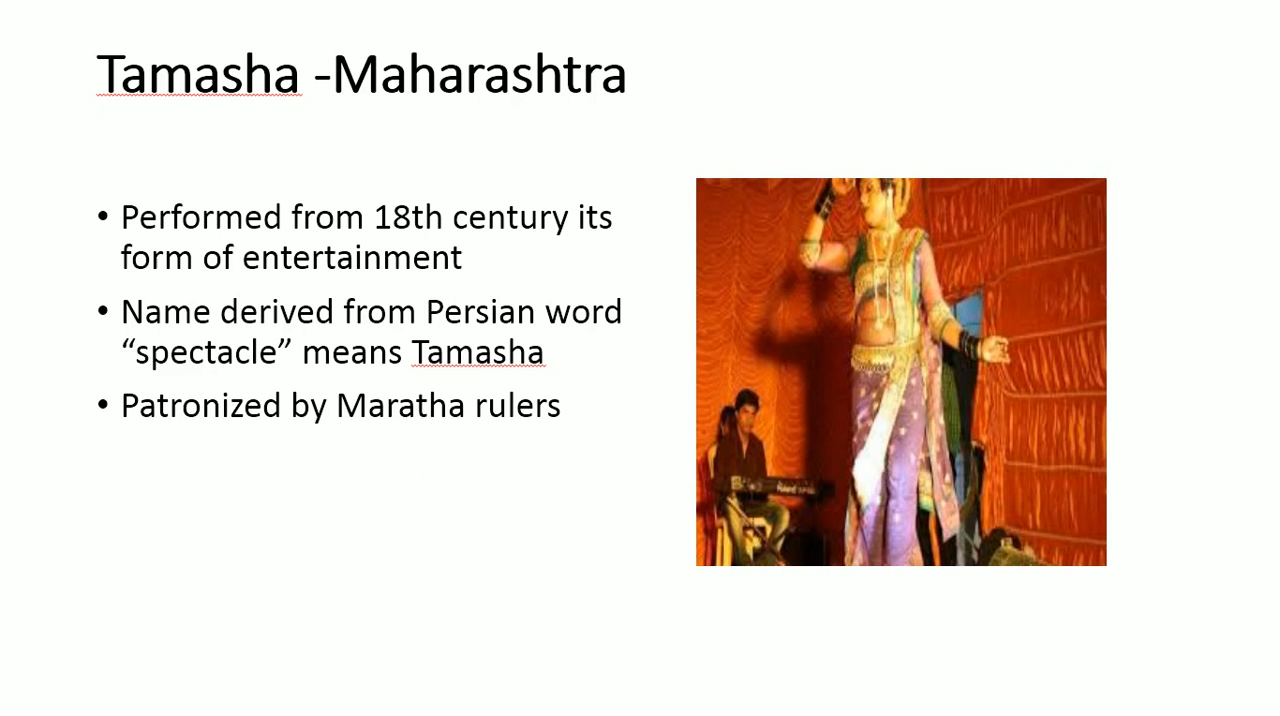 Tamasha -Maharashtra
• Performed from 18th century its
form of entertainment
• Name derived from Persian word
“spectacle” means Tamasha
• Patronized by Maratha rulers
Roland